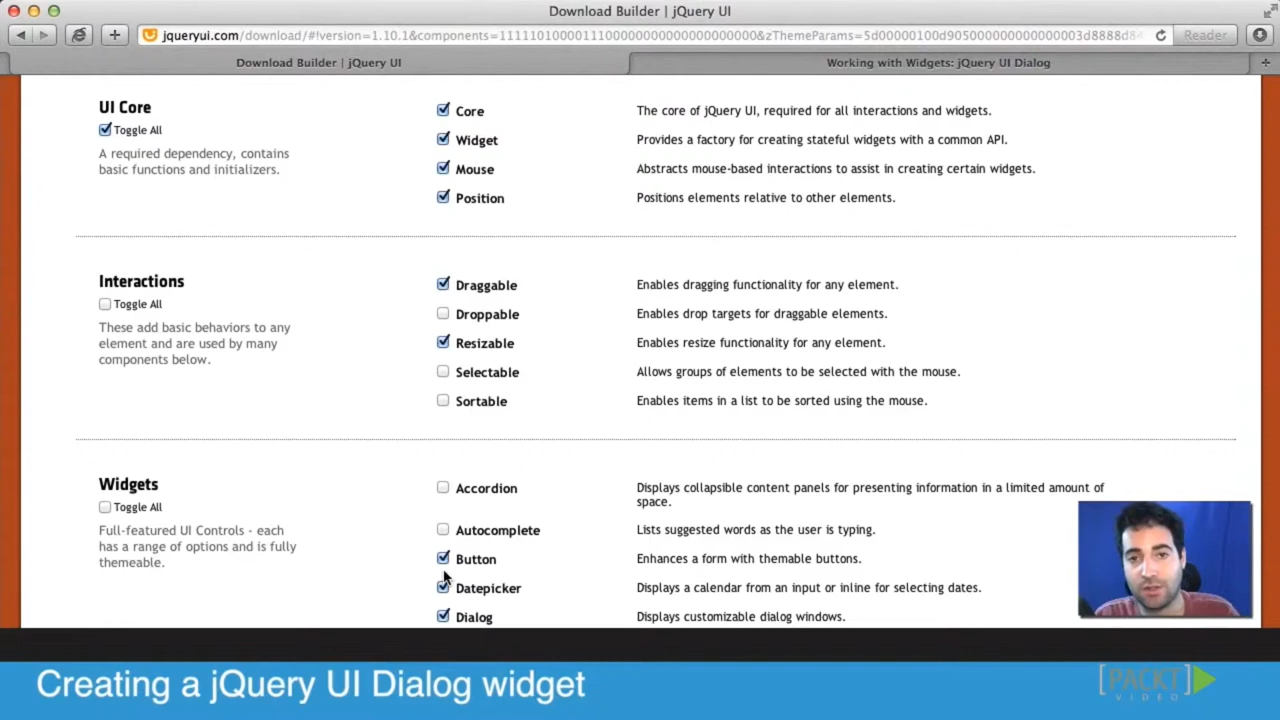 Download Builder | jQuery UI
jqueryui.com/download/#!version=1.10.1&components=1111101000011100000000000000000000&zThemeParams=5d00000100d905000000000000003d8888d84
Reader
Download Builder | jQuery UI
Working with Widgets: jQuery UI Dialog
UI Core
Toggle All
A required dependency, contains
basic functions and initializers.
Core
The core of jQuery UI, required for all interactions and widgets.
Widget
Provides a factory for creating stateful widgets with a common API.
Mouse
Abstracts mouse-based interactions to assist in creating certain widgets.
Position
Positions elements relative to other elements.
Interactions
Toggle All
These add basic behaviors to any
element and are used by many
components below.
Draggable
Enables dragging functionality for any element.
Droppable
Enables drop targets for draggable elements.
Resizable
Enables resize functionality for any element.
Selectable
Allows groups of elements to be selected with the mouse.
Sortable
Enables items in a list to be sorted using the mouse.
Widgets
Toggle All
Full-featured UI Controls - each
has a range of options and is fully
themeable.
Accordion
Displays collapsible content panels for presenting information in a limited amount of
space.
Autocomplete
Lists suggested words as the user is typing.
Button
Enhances a form with themable buttons.
Datepicker
Displays a calendar from an input or inline for selecting dates.
Dialog
Displays customizable dialog windows.
Creating a jQuery UI Dialog widget
[PACKT]
VIDEO